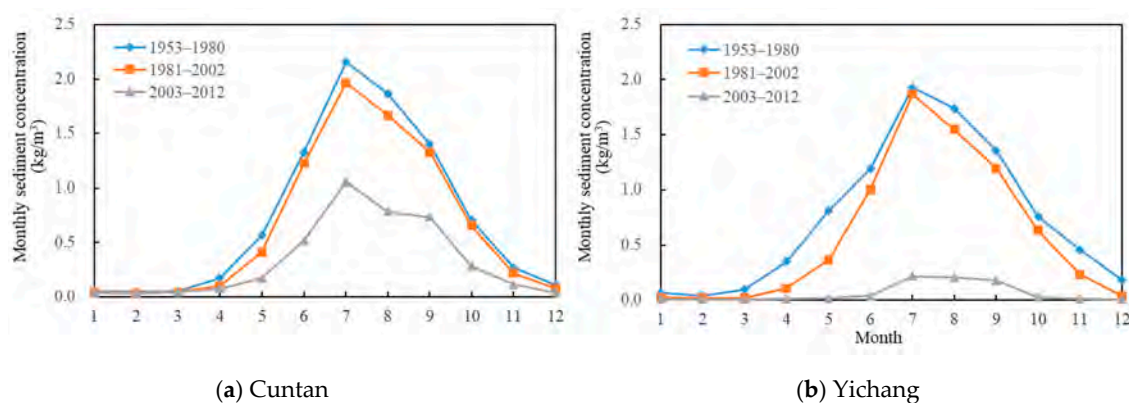 Monthly sediment concentration
(kg/m³)
2.5
2.0
1.5
1.0
0.5
0.0
1953–1980
1981–2002
2003–2012
1 2 3 4 5 6 7 8 9 10 11 12
(a) Cuntan
Monthly sediment concentration
(kg/m³)
2.5
2.0
1.5
1.0
0.5
0.0
1953–1980
1981–2002
2003–2012
1 2 3 4 5 6 7 8 9 10 11 12
Month
(b) Yichang